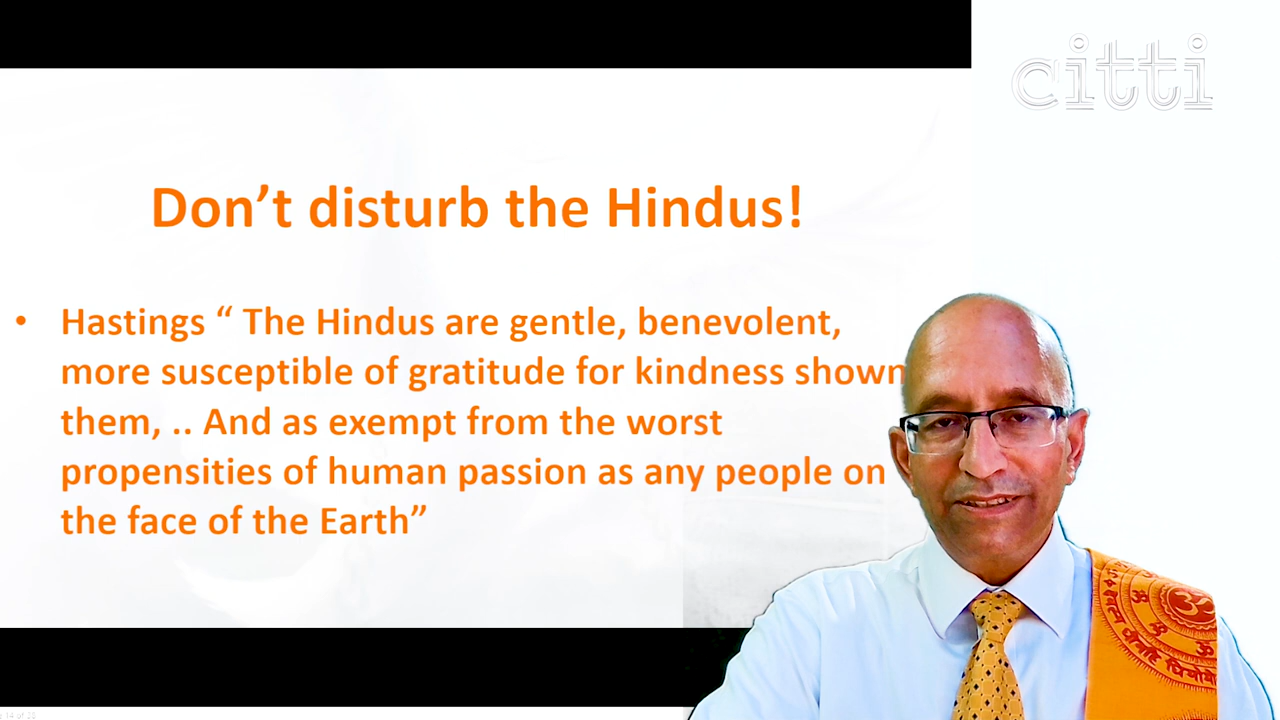 citti
Don’t disturb the Hindus!
• Hastings “ The Hindus are gentle, benevolent,
more susceptible of gratitude for kindness shown
them, .. And as exempt from the worst
propensities of human passion as any people on
the face of the Earth”
ॐ
ॐ
ॐ
ॐ